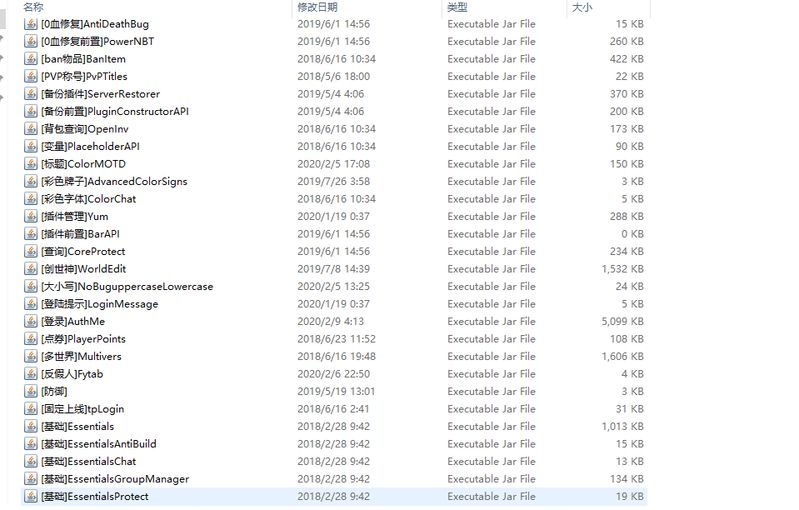 名称 修改日期 类型 大小
[0血修复]AntiDeathBug 2019/6/1 14:56 Executable Jar File 15 KB
[0血修复前置]PowerNBT 2019/6/1 14:56 Executable Jar File 260 KB
[ban物品]BanItem 2018/6/16 10:34 Executable Jar File 422 KB
[PVP称号]PvPTitles 2018/5/6 18:00 Executable Jar File 22 KB
[备份插件]ServerRestorer 2019/5/4 4:06 Executable Jar File 370 KB
[备份前置]PluginConstructorAPI 2019/5/4 4:06 Executable Jar File 200 KB
[背包查询]OpenInv 2018/6/16 10:34 Executable Jar File 173 KB
[变量]PlaceholderAPI 2018/6/16 10:34 Executable Jar File 90 KB
[标题]ColorMOTD 2020/2/5 17:08 Executable Jar File 150 KB
[彩色牌子]AdvancedColorSigns 2019/7/26 3:58 Executable Jar File 3 KB
[彩色字体]ColorChat 2018/6/16 10:34 Executable Jar File 5 KB
[插件管理]Yum 2020/1/19 0:37 Executable Jar File 288 KB
[插件前置]BarAPI 2019/6/1 14:56 Executable Jar File 0 KB
[查询]CoreProtect 2019/6/1 14:56 Executable Jar File 234 KB
[创世神]WorldEdit 2019/7/8 14:39 Executable Jar File 1,532 KB
[大小写]NoBuguppercaseLowercase 2020/2/5 13:25 Executable Jar File 24 KB
[登陆提示]LoginMessage 2020/1/19 0:37 Executable Jar File 5 KB
[登录]AuthMe 2020/2/9 4:13 Executable Jar File 5,099 KB
[点券]PlayerPoints 2018/6/23 11:52 Executable Jar File 108 KB
[多世界]Multivers 2018/6/16 19:48 Executable Jar File 1,606 KB
[反假人]Fytab 2020/2/6 22:50 Executable Jar File 4 KB
[防御] 2019/5/19 13:01 Executable Jar File 3 KB
[固定上线]tpLogin 2018/6/16 2:41 Executable Jar File 31 KB
[基础]Essentials 2018/2/28 9:42 Executable Jar File 1,013 KB
[基础]EssentialsAntiBuild 2018/2/28 9:42 Executable Jar File 15 KB
[基础]EssentialsChat 2018/2/28 9:42 Executable Jar File 13 KB
[基础]EssentialsGroupManager 2018/2/28 9:42 Executable Jar File 134 KB
[基础]EssentialsProtect 2018/2/28 9:42 Executable Jar File 19 KB